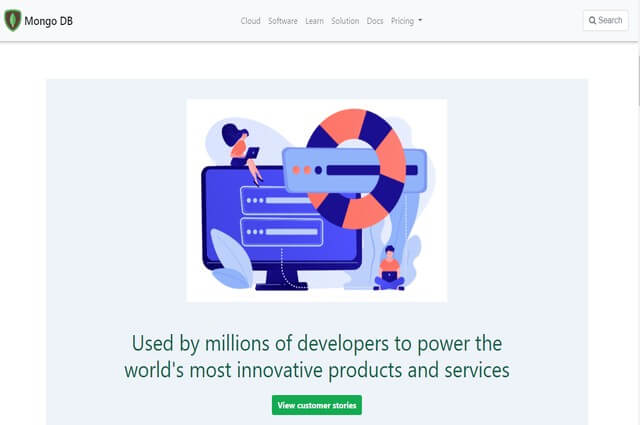 Mongo DB
Cloud Software Learn Solution Docs Pricing
Search
Used by millions of developers to power the
world's most innovative products and services
View customer stories